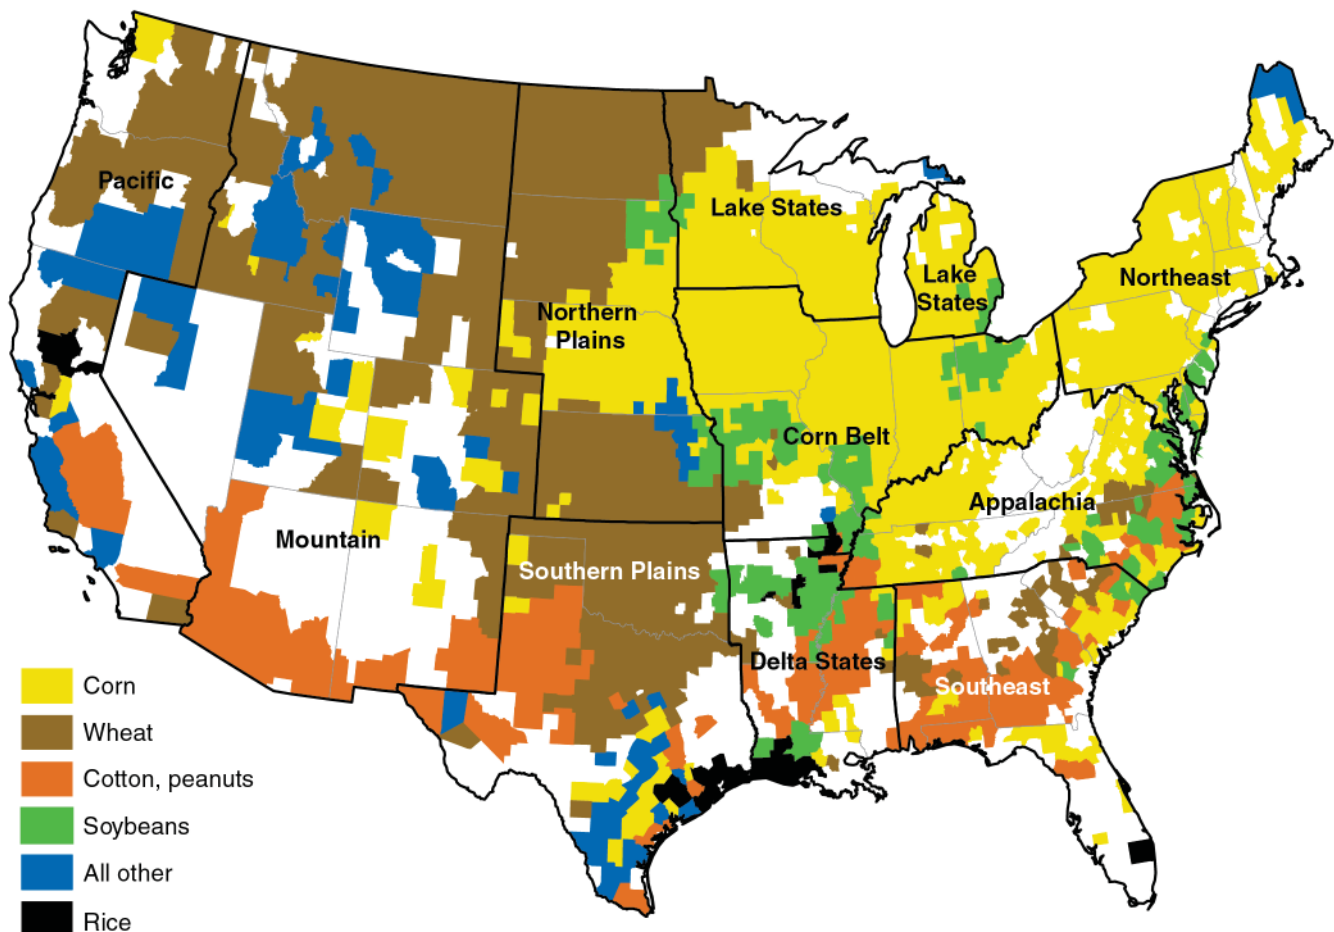 Pacific
Lake States
Lake
States
Northeast
Northern
Plains
Corn Belt
Appalachia
Mountain
Southern Plains
Delta States
Southeast
Corn
Wheat
Cotton, peanuts
Soybeans
All other
Rice